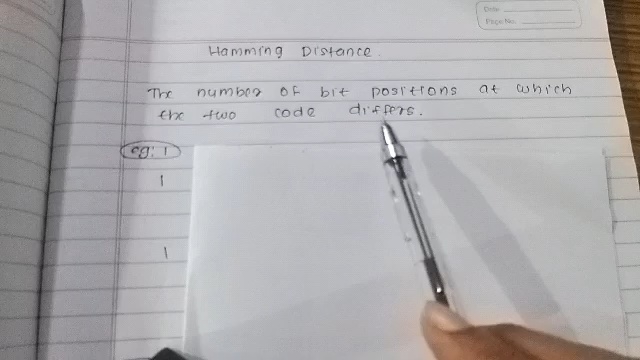 Date
Page No.
Hamming Distance.
The number of bit positions at which
the two code differs.
eg: 1
1
1